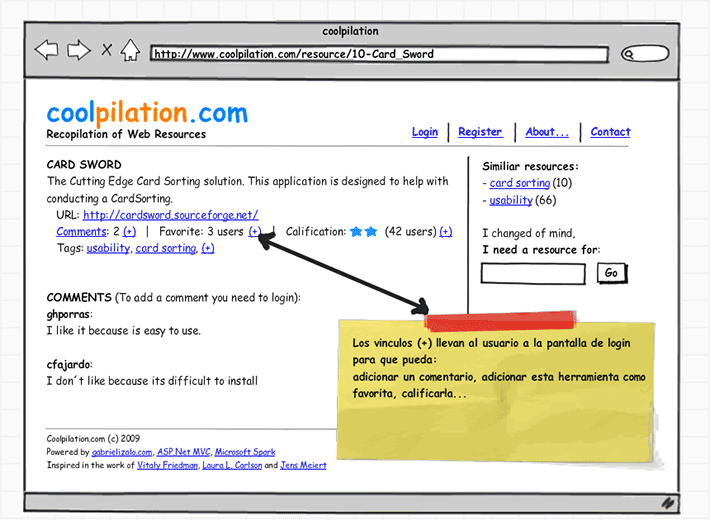 coolpilation
http://www.coolpilation.com/resource/10-Card_Sword
coolpilation.com
Recopilation of Web Resources
Login | Register | About... | Contact
CARD SWORD
The Cutting Edge Card Sorting solution. This application is designed to help with
conducting a CardSorting.
URL: http://cardsword.sourceforge.net/
Comments: 2 (+) | Favorite: 3 users (+) | Calification: (42 users) (+)
Tags: usability, card sorting, (+)
COMMENTS (To add a comment you need to login):
ghporras:
I like it because is easy to use.
cfajardo:
I don´t like because its difficult to install
Similiar resources:
- card sorting (10)
- usability (66)
I changed of mind,
I need a resource for:
Go
Los vinculos (+) llevan al usuario a la pantalla de login
para que pueda:
adicionar un comentario, adicionar esta herramienta como
favorita, calificarla...
Coolpilation.com (c) 2009
Powered by gabrielizalo.com, ASP.Net MVC, Microsoft Spark
Inspired in the work of Vitaly Friedman, Laura L. Carlson and Jens Meiert